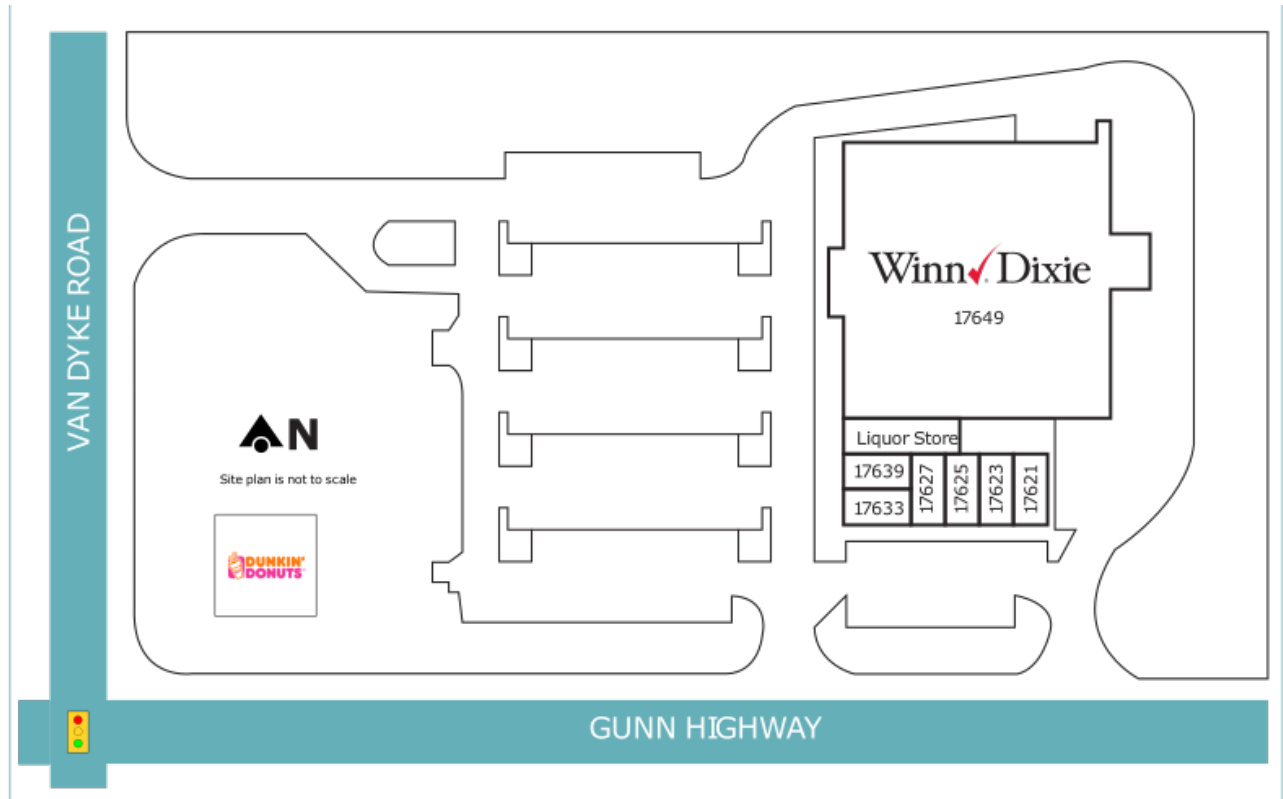 VAN DYKE ROAD
Winn Dixie
17649
N
Site plan is not to scale
Liquor Store
17639
17633
17627
17625
17623
17621
DUNKIN'
DONUTS
GUNN HIGHWAY